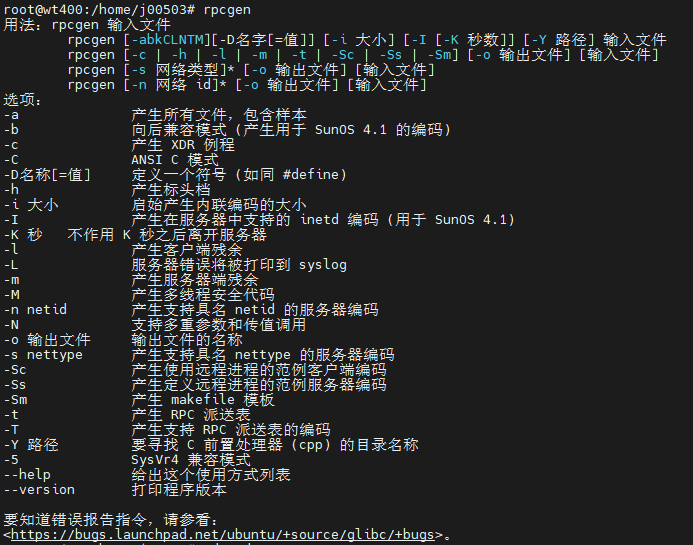 root@wt400:/home/j00503# rpcgen
用法: rpcgen 输入文件
        rpcgen [-abkCLNTM][-D名字[=值]] [-i 大小] [-I [-K 秒数]] [-Y 路径] 输入文件
        rpcgen [-c | -h | -l | -m | -t | -Sc | -Ss | -Sm] [-o 输出文件] [输入文件]
        rpcgen [-s 网络类型]* [-o 输出文件] [输入文件]
        rpcgen [-n 网络 id]* [-o 输出文件] [输入文件]
选项:
-a              产生所有文件，包含样本
-b              向后兼容模式 (产生用于 SunOS 4.1 的编码)
-c              产生 XDR 例程
-C              ANSI C 模式
-D名称[=值]     定义一个符号 (如同 #define)
-h              产生标头档
-i 大小         启始产生内联编码的大小
-I              产生在服务器中支持的 inetd 编码 (用于 SunOS 4.1)
-K 秒   不作用 K 秒之后离开服务器
-l              产生客户端残余
-L              服务器错误将被打印到 syslog
-m              产生服务器端残余
-M              产生多线程安全代码
-n netid        产生支持具名 netid 的服务器编码
-N              支持多重参数和传值调用
-o 输出文件     输出文件的名称
-s nettype      产生支持具名 nettype 的服务器编码
-Sc             产生使用远程进程的范例客户端编码
-Ss             产生定义远程进程的范例服务器编码
-Sm             产生 makefile 模板
-t              产生 RPC 派送表
-T              产生支持 RPC 派送表的编码
-Y 路径         要寻找 C 前置处理器 (cpp) 的目录名称
-5              SysVr4 兼容模式
--help          给出这个使用方式列表
--version       打印程序版本
要知道错误报告指令，请参看:
<https://bugs.launchpad.net/ubuntu/+source/glibc/+bugs>。